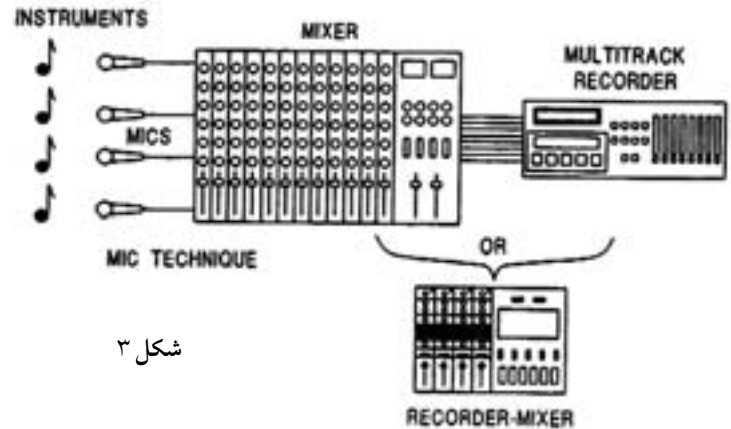 INSTRUMENTS
MIXER
MULTITRACK
RECORDER
MICS
MIC TECHNIQUE
OR
شکل ۳
RECORDER-MIXER